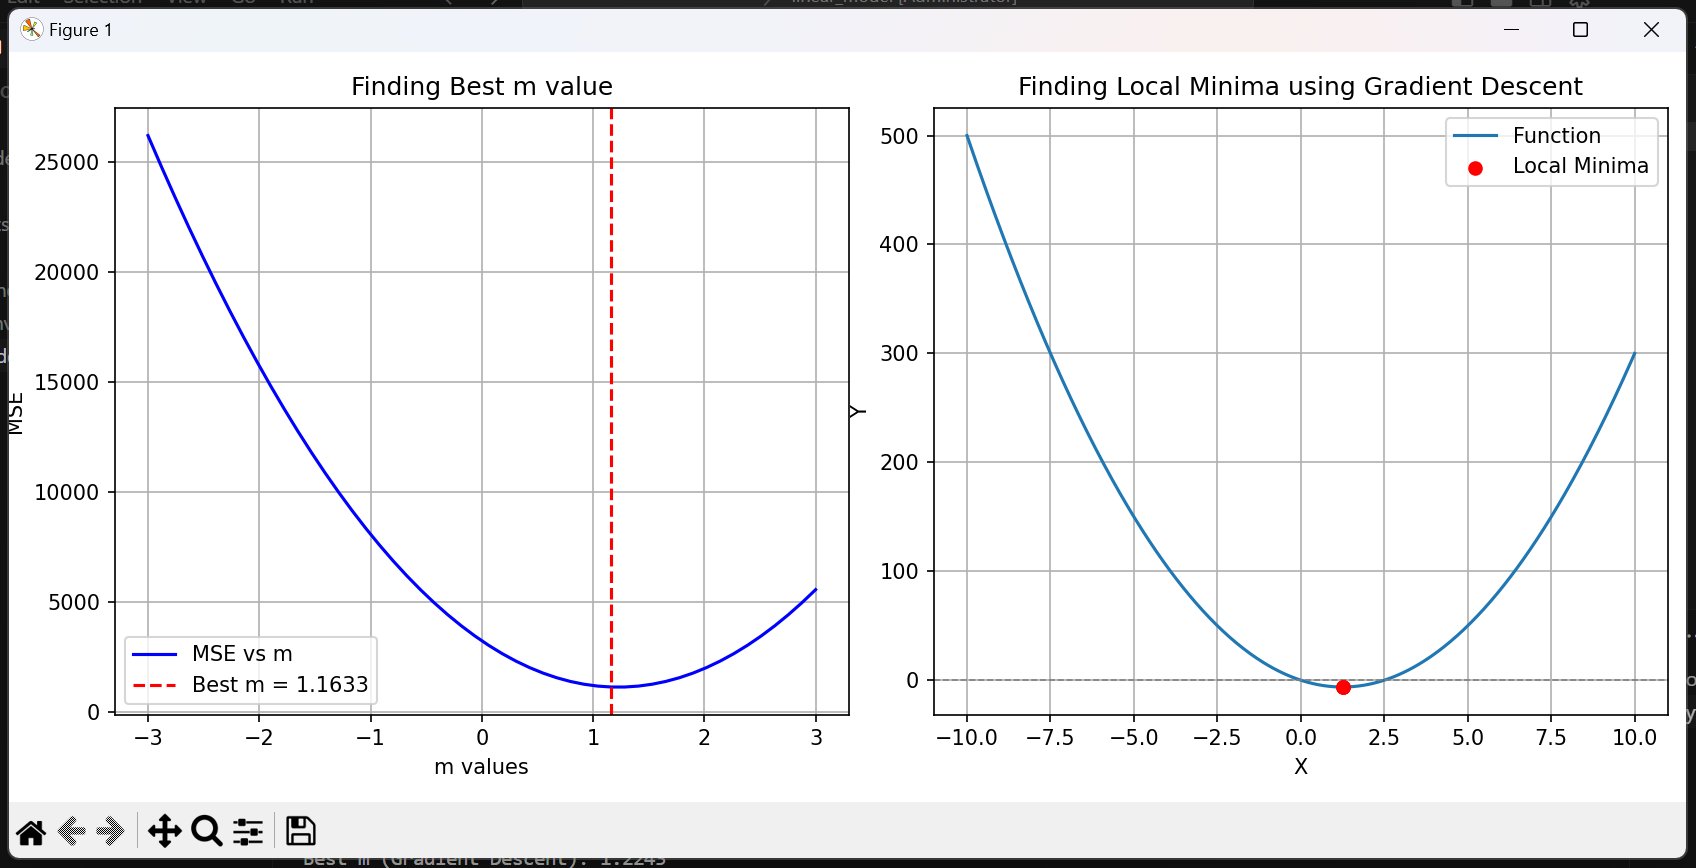 Figure 1
Finding Best m value
MSE
25000
20000
15000
10000
5000
0
−3
−2
−1
0
1
2
3
m values
MSE vs m
Best m = 1.1633
Finding Local Minima using Gradient Descent
Y
500
400
300
200
100
0
−10.0
−7.5
−5.0
−2.5
0.0
2.5
5.0
7.5
10.0
X
Function
Local Minima
Best m (Gradient Descent): 1.2245